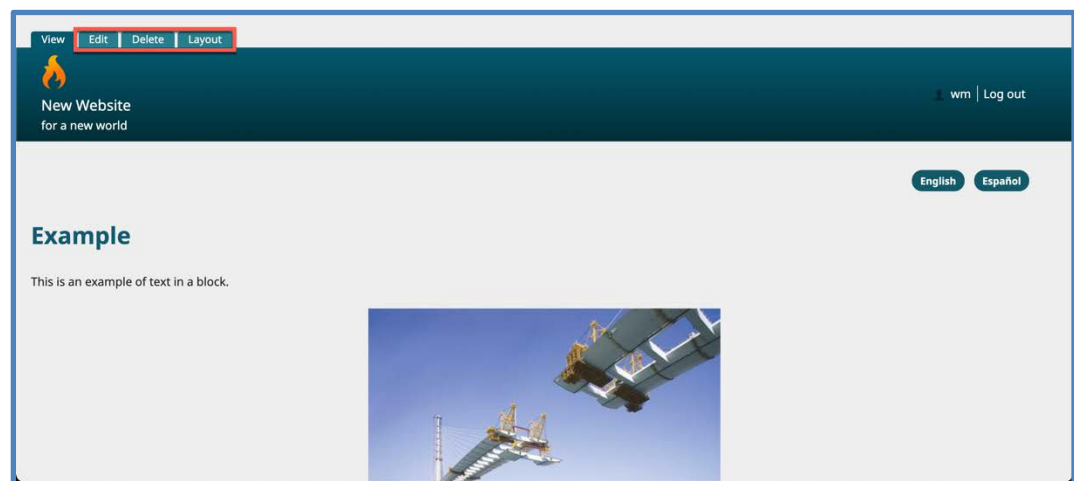 View Edit Delete Layout
New Website
for a new world
wm Log out
English Español
Example
This is an example of text in a block.